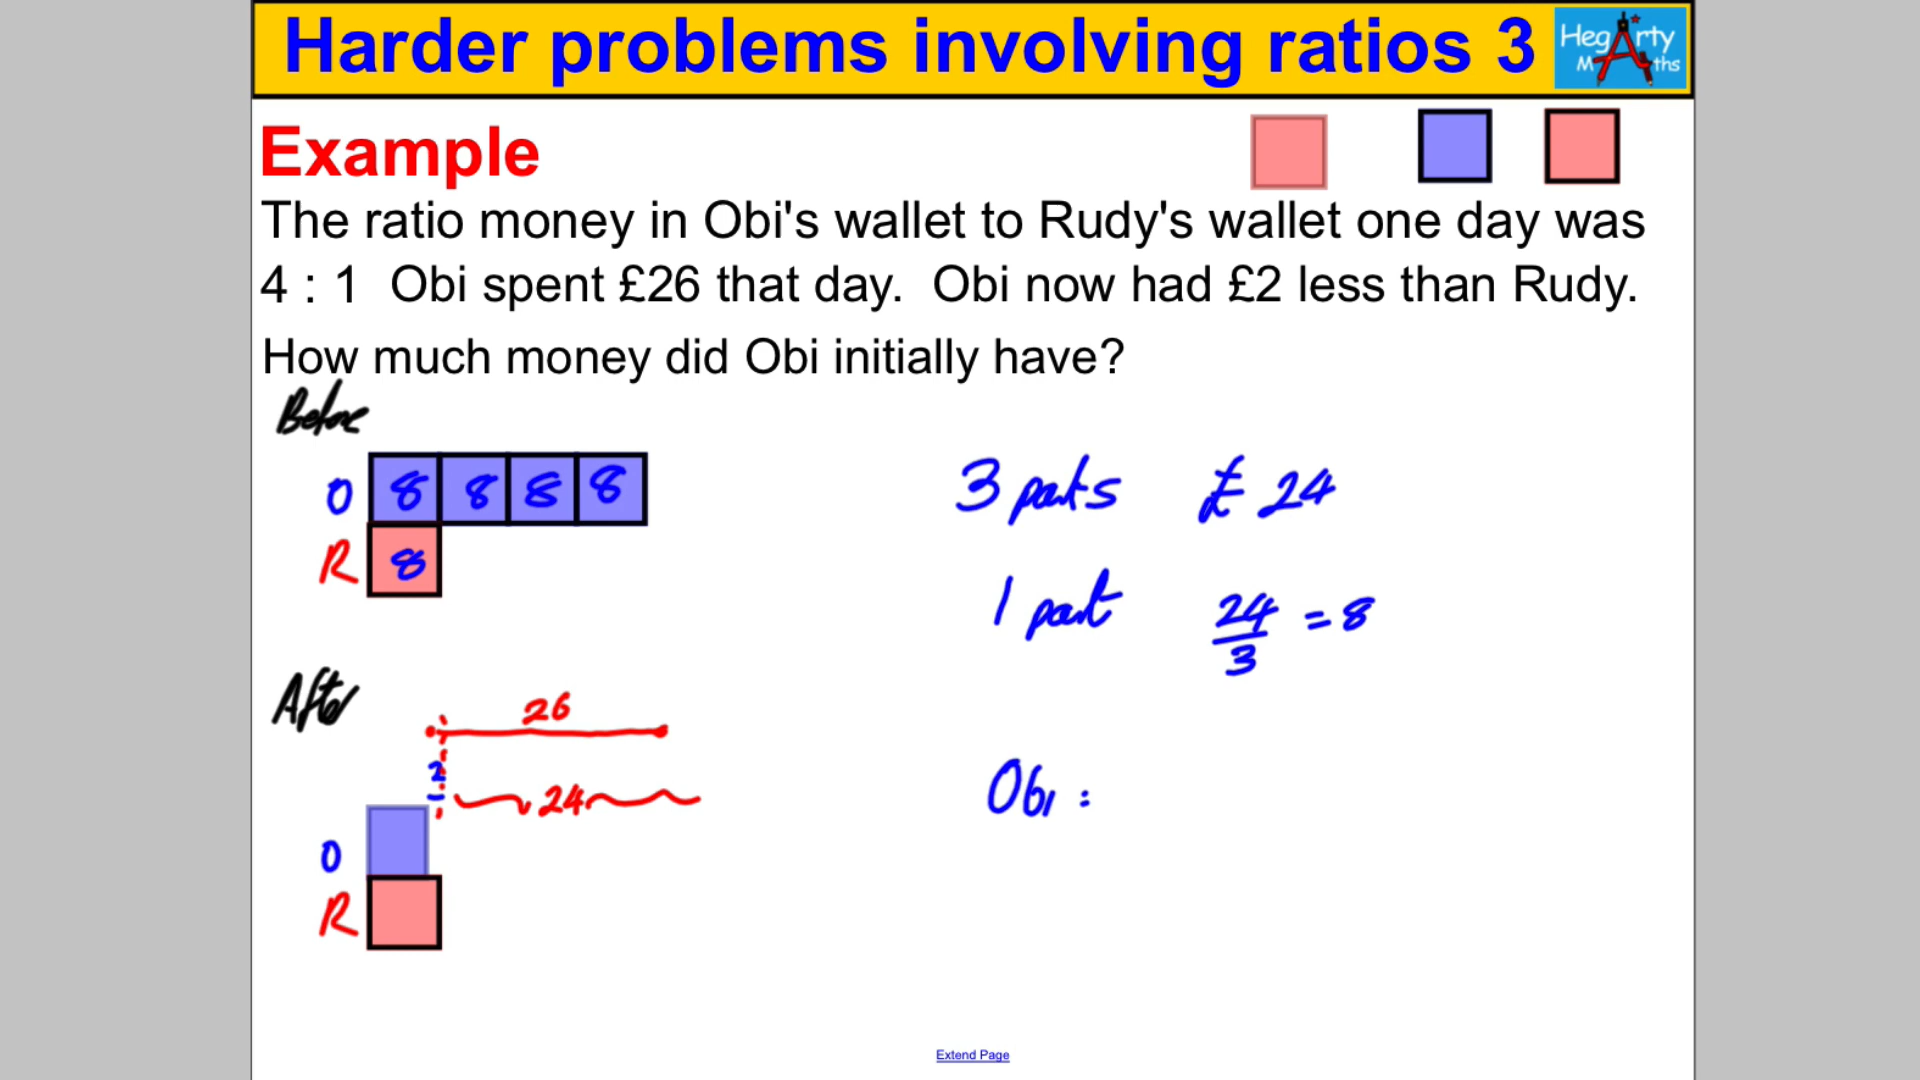 Harder problems involving ratios 3
HegArty
Mths
Example
The ratio money in Obi's wallet to Rudy's wallet one day was
4 : 1 Obi spent £26 that day. Obi now had £2 less than Rudy.
How much money did Obi initially have?
Before
O 8 8 8 8
R 8
3 parts £ 24
1 part 24/3 = 8
After
26
2
24
Obi :
O
R
Extend Page